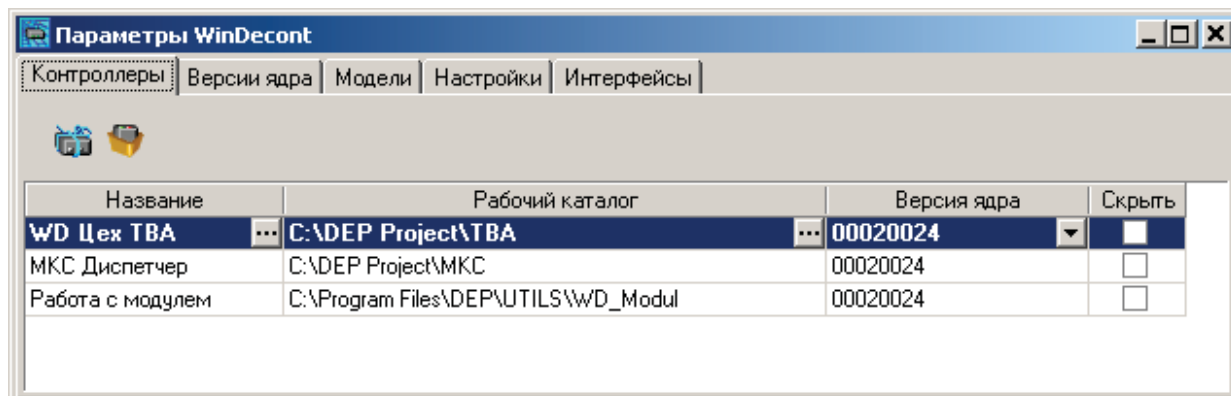 Параметры WinDecont
Контроллеры Версии ядра Модели Настройки Интерфейсы
Название Рабочий каталог Версия ядра Скрыть
WD Цех ТВА ... C:\DEP Project\TBA ... 00020024
МКС Диспетчер C:\DEP Project\MKC 00020024
Работа с модулем C:\Program Files\DEP\UTILS\WD_Modul 00020024